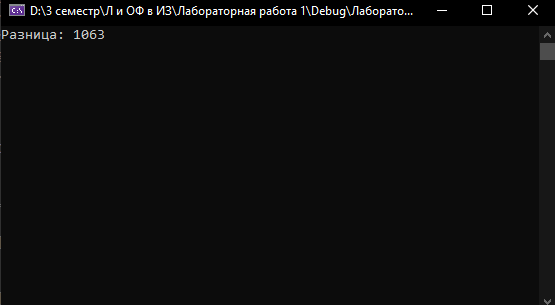 D:\3 семестр\Л и ОФ в ИЗ\Лабораторная работа 1\Debug\Лаборато...
Разница: 1063